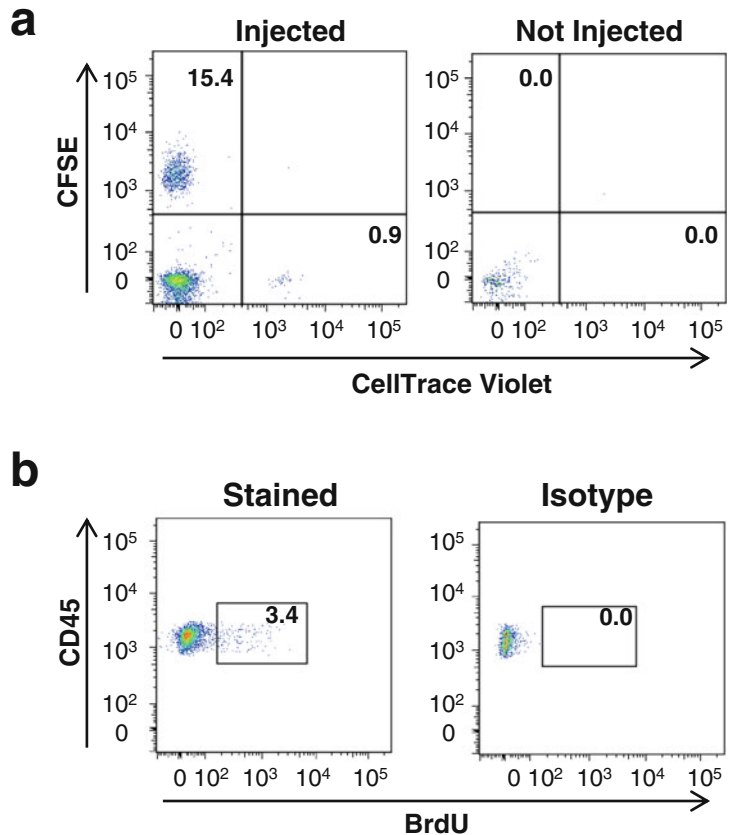 a
Injected
Not Injected
CFSE
10⁵
10⁴
10³
10²
0
15.4
0.9
0 10² 10³ 10⁴ 10⁵
10⁵
10⁴
10³
10²
0
0.0
0.0
0 10² 10³ 10⁴ 10⁵
CellTrace Violet
b
Stained
Isotype
CD45
10⁵
10⁴
10³
10²
0
3.4
0 10² 10³ 10⁴ 10⁵
10⁵
10⁴
10³
10²
0
0.0
0 10² 10³ 10⁴ 10⁵
BrdU